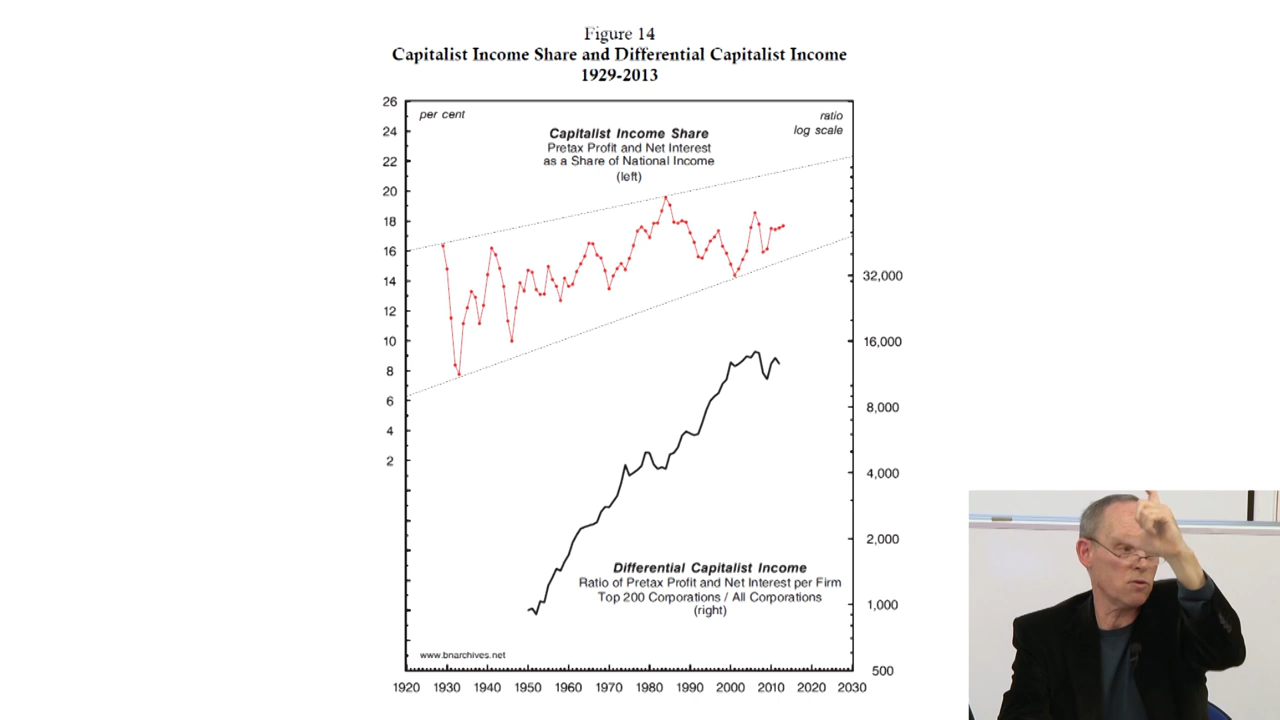 Figure 14
Capitalist Income Share and Differential Capitalist Income
1929-2013
26
24
22
20
18
16
14
12
10
8
6
4
2
per cent
ratio
log scale
Capitalist Income Share
Pretax Profit and Net Interest
as a Share of National Income
(left)
32,000
16,000
8,000
4,000
2,000
1,000
500
Differential Capitalist Income
Ratio of Pretax Profit and Net Interest per Firm
Top 200 Corporations / All Corporations
(right)
www.bnarchives.net
1920 1930 1940 1950 1960 1970 1980 1990 2000 2010 2020 2030